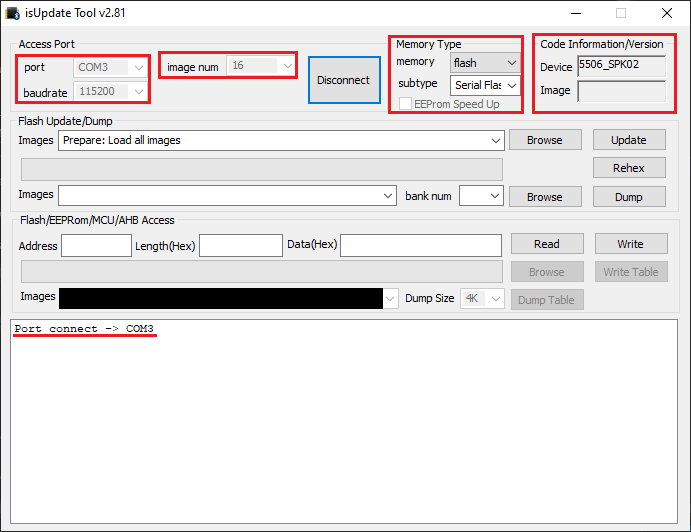 isUpdate Tool v2.81
Access Port
port COM3
baudrate 115200
image num 16
Disconnect
Memory Type
memory flash
subtype Serial Flas
EEProm Speed Up
Code Information/Version
Device 5506_SPK02
Image
Flash Update/Dump
Images Prepare: Load all images Browse Update
Rehex
Images bank num Browse Dump
Flash/EEPRom/MCU/AHB Access
Address Length(Hex) Data(Hex) Read Write
Browse Write Table
Images Dump Size 4K Dump Table
Port connect -> COM3